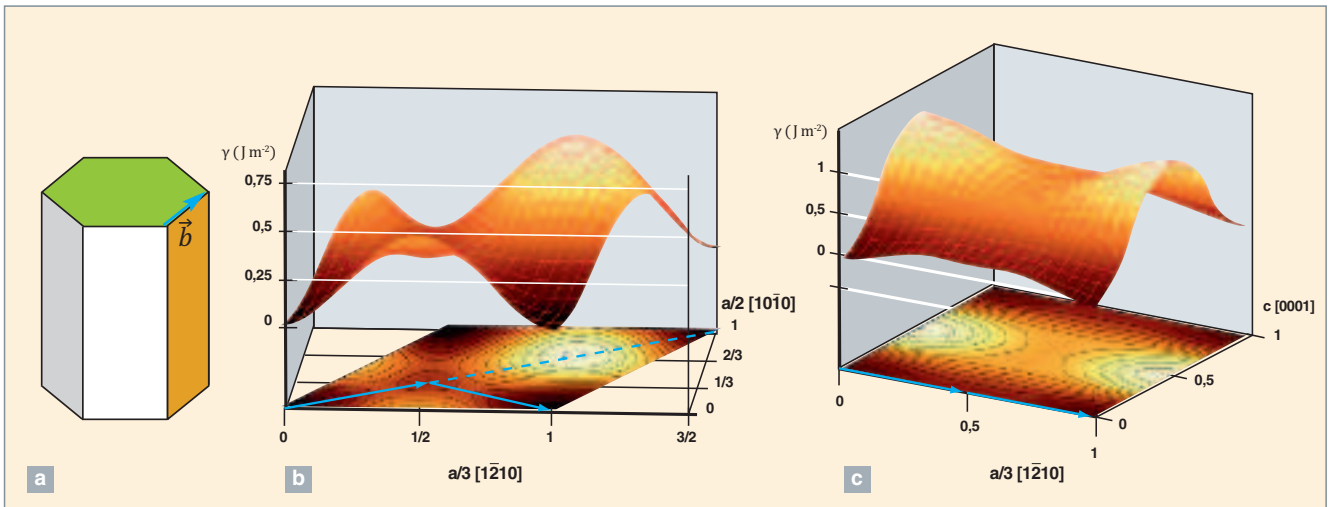 b⃗
a
γ (J m⁻²)
0,75
0,5
0,25
0
a/2 [101̄0]
1
2/3
1/3
0
0
1/2
1
3/2
a/3 [12̄10]
b
γ (J m⁻²)
1
0,5
0
c [0001]
1
0,5
0
0
0,5
1
a/3 [12̄10]
c